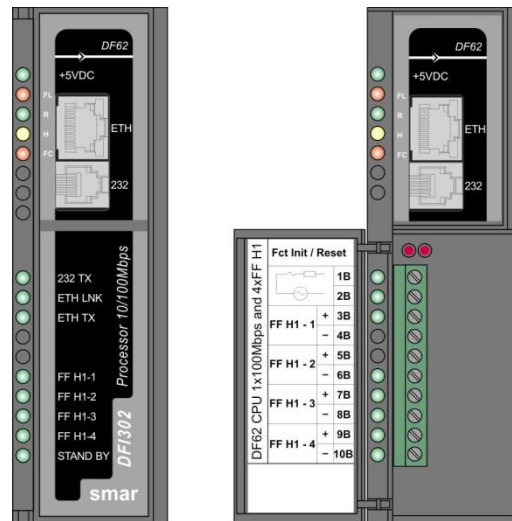 DF62
+5VDC
FL
R
ETH
H
FC
232
232 TX
ETH LNK
ETH TX
FF H1-1
FF H1-2
FF H1-3
FF H1-4
STAND BY
Processor 10/100Mbps
DFI302
smar
DF62
+5VDC
FL
R
ETH
H
FC
232
DF62 CPU 1x100Mbps and 4xFF H1
Fct Init / Reset
1B
2B
FF H1 - 1 + 3B
− 4B
FF H1 - 2 + 5B
− 6B
FF H1 - 3 + 7B
− 8B
FF H1 - 4 + 9B
− 10B